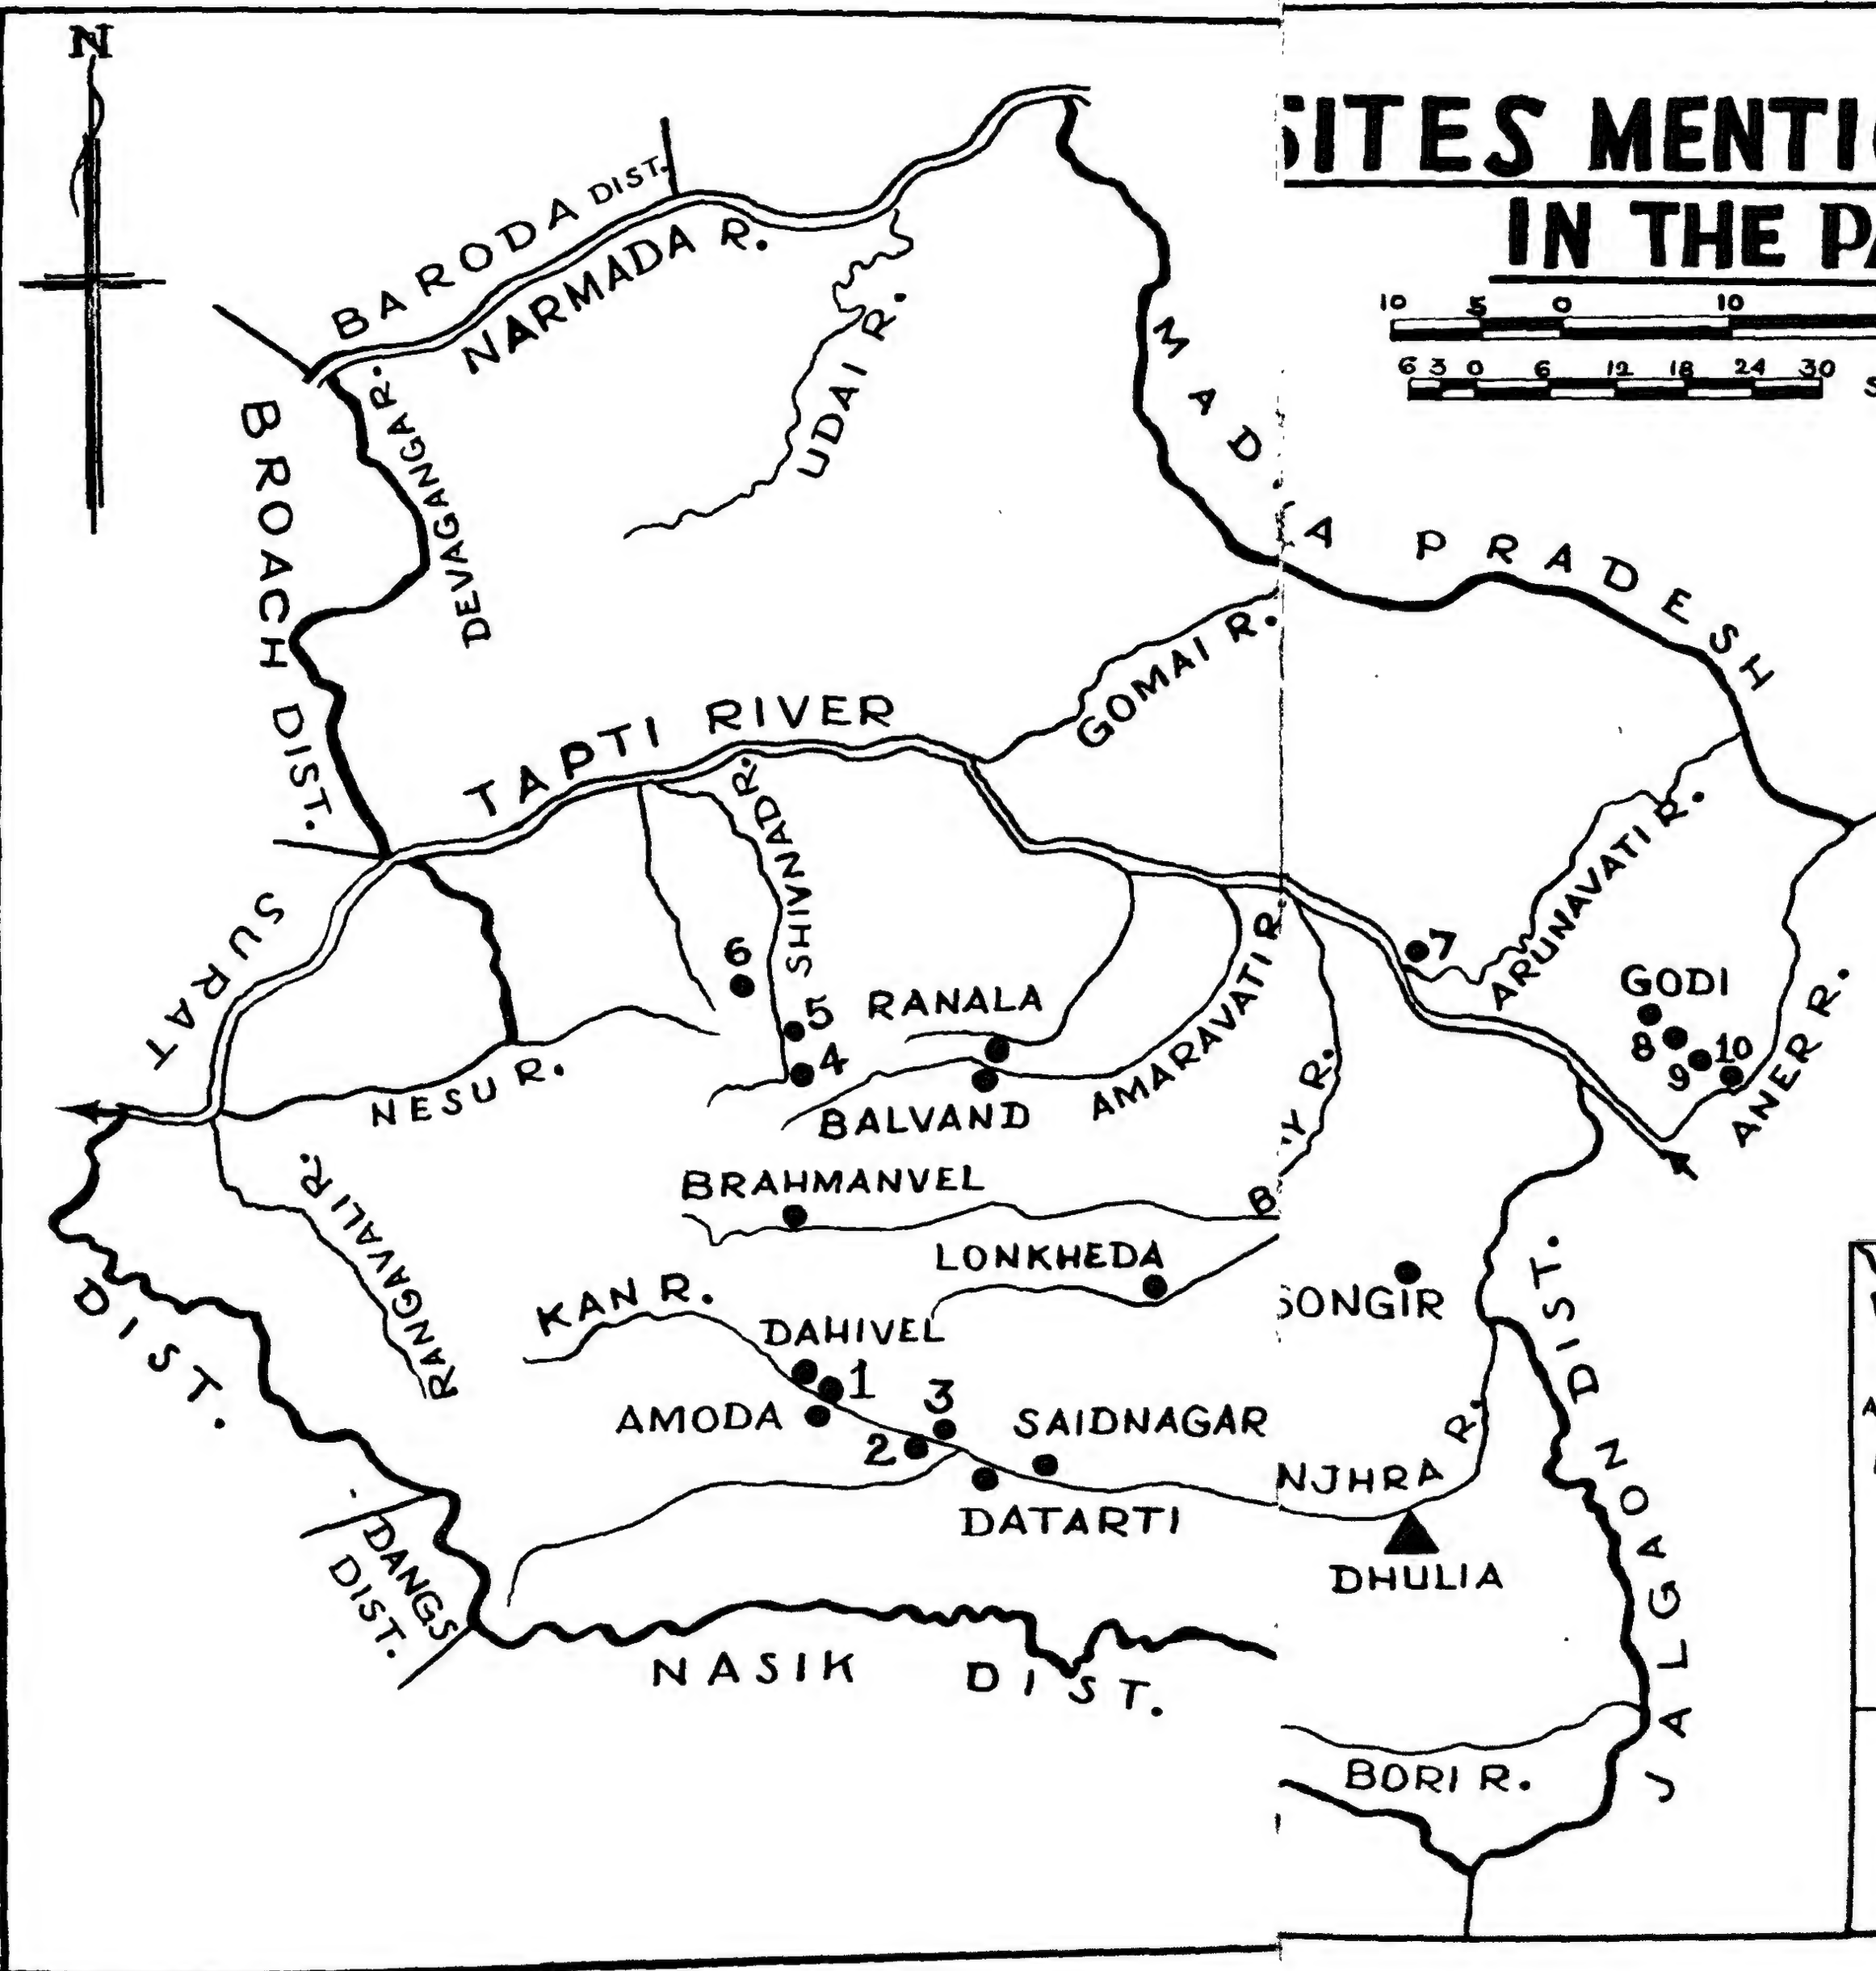 N
SITES MENTI
IN THE PA
10 5 0 10
6 3 0 6 12 18 24 30
BARODA DIST.
NARMADA R.
UDAI R.
DEVAGANGA R.
BROACH DIST.
MAD
A PRADESH
GOMAI R.
TAPTI RIVER
SHIVNAD R.
ARUNAVATI R.
SURAT
DIST.
6
5
4
7
RANALA
GODI
8
9
10
ANER R.
AMARAVATI R.
NESU R.
BALVAND
B
Y R.
BRAHMANVEL
RANGAVALI R.
LONKHEDA
KAN R.
SONGIR
DAHIVEL
1
AMODA
3
2
SAIDNAGAR
NJHRA R.
DATARTI
DHULIA
JALGAON DIST.
DANGS
DIST.
NASIK DIST.
BORI R.